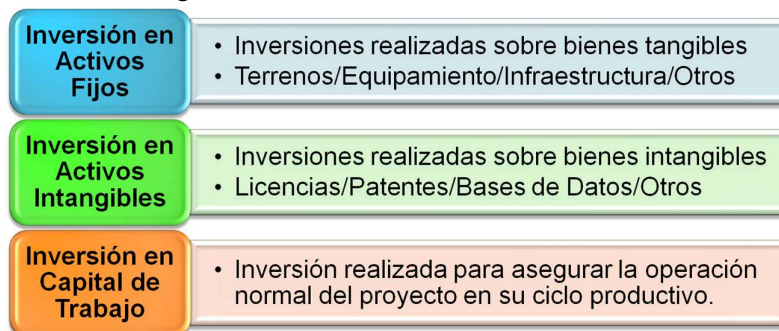 Inversión en
Activos
Fijos
• Inversiones realizadas sobre bienes tangibles
• Terrenos/Equipamiento/Infraestructura/Otros
Inversión en
Activos
Intangibles
• Inversiones realizadas sobre bienes intangibles
• Licencias/Patentes/Bases de Datos/Otros
Inversión en
Capital de
Trabajo
• Inversión realizada para asegurar la operación
normal del proyecto en su ciclo productivo.